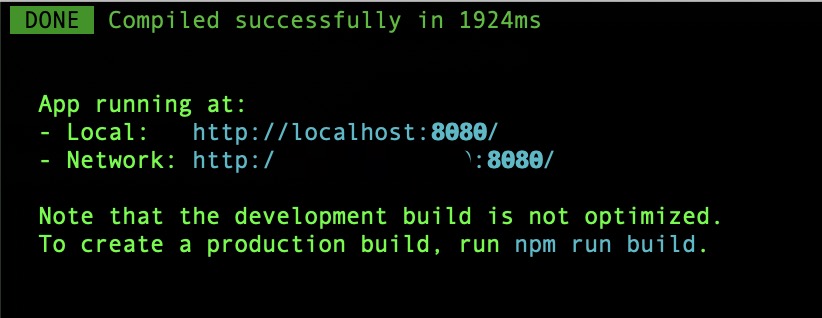 DONE Compiled successfully in 1924ms
App running at:
- Local: http://localhost:8080/
- Network: http:/ :8080/
Note that the development build is not optimized.
To create a production build, run npm run build.